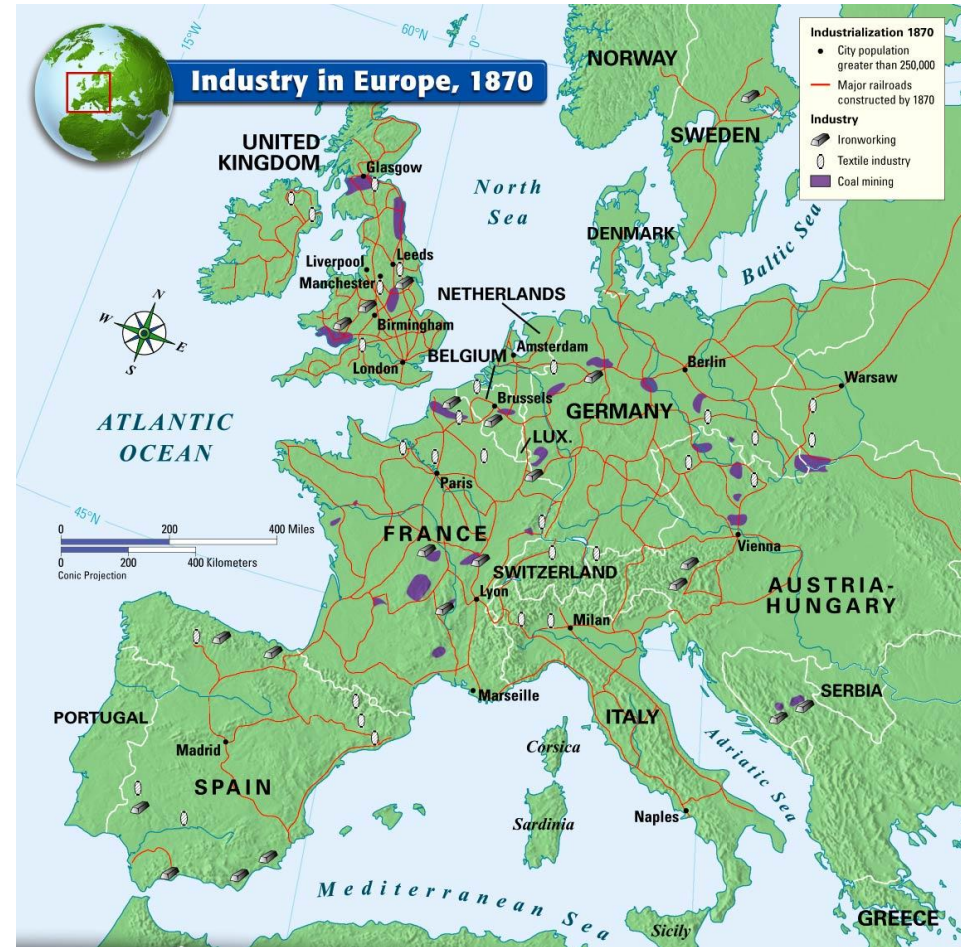 Industry in Europe, 1870
15°W
60°N
0°
NORWAY
SWEDEN
Industrialization 1870
City population
greater than 250,000
Major railroads
constructed by 1870
Industry
Ironworking
Textile industry
Coal mining
UNITED
KINGDOM
Glasgow
North
Sea
DENMARK
Baltic Sea
Leeds
Liverpool
Manchester
NETHERLANDS
N
W
E
S
Birmingham
BELGIUM
Amsterdam
London
Berlin
Warsaw
Brussels
GERMANY
ATLANTIC
OCEAN
LUX.
Paris
45°N
0 200 400 Miles
0 200 400 Kilometers
Conic Projection
FRANCE
Vienna
SWITZERLAND
AUSTRIA-
HUNGARY
Lyon
Milan
Marseille
SERBIA
PORTUGAL
ITALY
Madrid
Corsica
Adriatic Sea
SPAIN
Naples
Sardinia
Mediterranean Sea
Sicily
GREECE